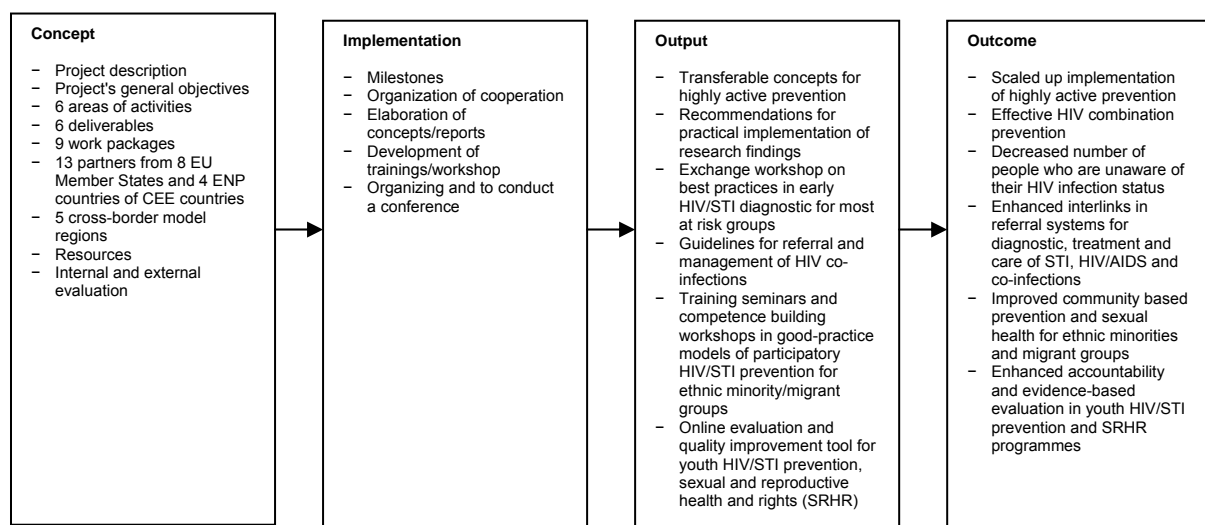 Concept
− Project description
− Project's general objectives
− 6 areas of activities
− 6 deliverables
− 9 work packages
− 13 partners from 8 EU
Member States and 4 ENP
countries of CEE countries
− 5 cross-border model
regions
− Resources
− Internal and external
evaluation
Implementation
− Milestones
− Organization of cooperation
− Elaboration of
concepts/reports
− Development of
trainings/workshop
− Organizing and to conduct
a conference
Output
− Transferable concepts for
highly active prevention
− Recommendations for
practical implementation of
research findings
− Exchange workshop on
best practices in early
HIV/STI diagnostic for most
at risk groups
− Guidelines for referral and
management of HIV co-
infections
− Training seminars and
competence building
workshops in good-practice
models of participatory
HIV/STI prevention for
ethnic minority/migrant
groups
− Online evaluation and
quality improvement tool for
youth HIV/STI prevention,
sexual and reproductive
health and rights (SRHR)
Outcome
− Scaled up implementation
of highly active prevention
− Effective HIV combination
prevention
− Decreased number of
people who are unaware of
their HIV infection status
− Enhanced interlinks in
referral systems for
diagnostic, treatment and
care of STI, HIV/AIDS and
co-infections
− Improved community based
prevention and sexual
health for ethnic minorities
and migrant groups
− Enhanced accountability
and evidence-based
evaluation in youth HIV/STI
prevention and SRHR
programmes